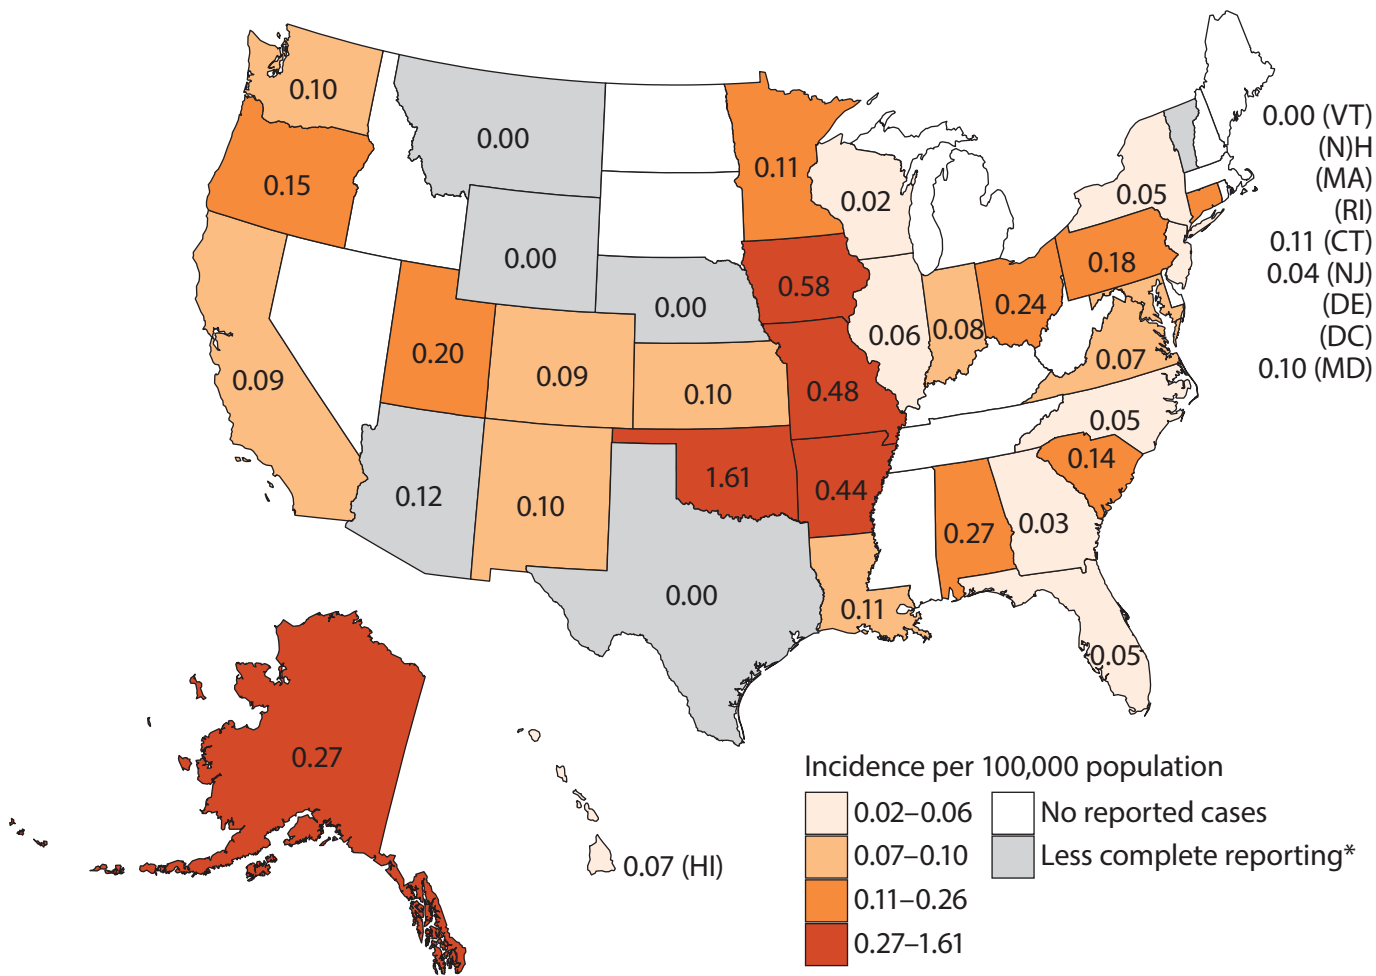 0.10
0.00
0.15
0.11
0.02
0.05
0.00 (VT)
(N)H
(MA)
(RI)
0.11 (CT)
0.04 (NJ)
(DE)
(DC)
0.10 (MD)
0.00
0.58
0.18
0.00
0.24
0.20
0.06
0.08
0.09
0.09
0.10
0.48
0.07
0.05
0.12
0.10
1.61
0.44
0.14
0.27
0.03
0.00
0.11
0.05
0.27
0.07 (HI)
Incidence per 100,000 population
0.02–0.06
No reported cases
0.07–0.10
Less complete reporting*
0.11–0.26
0.27–1.61